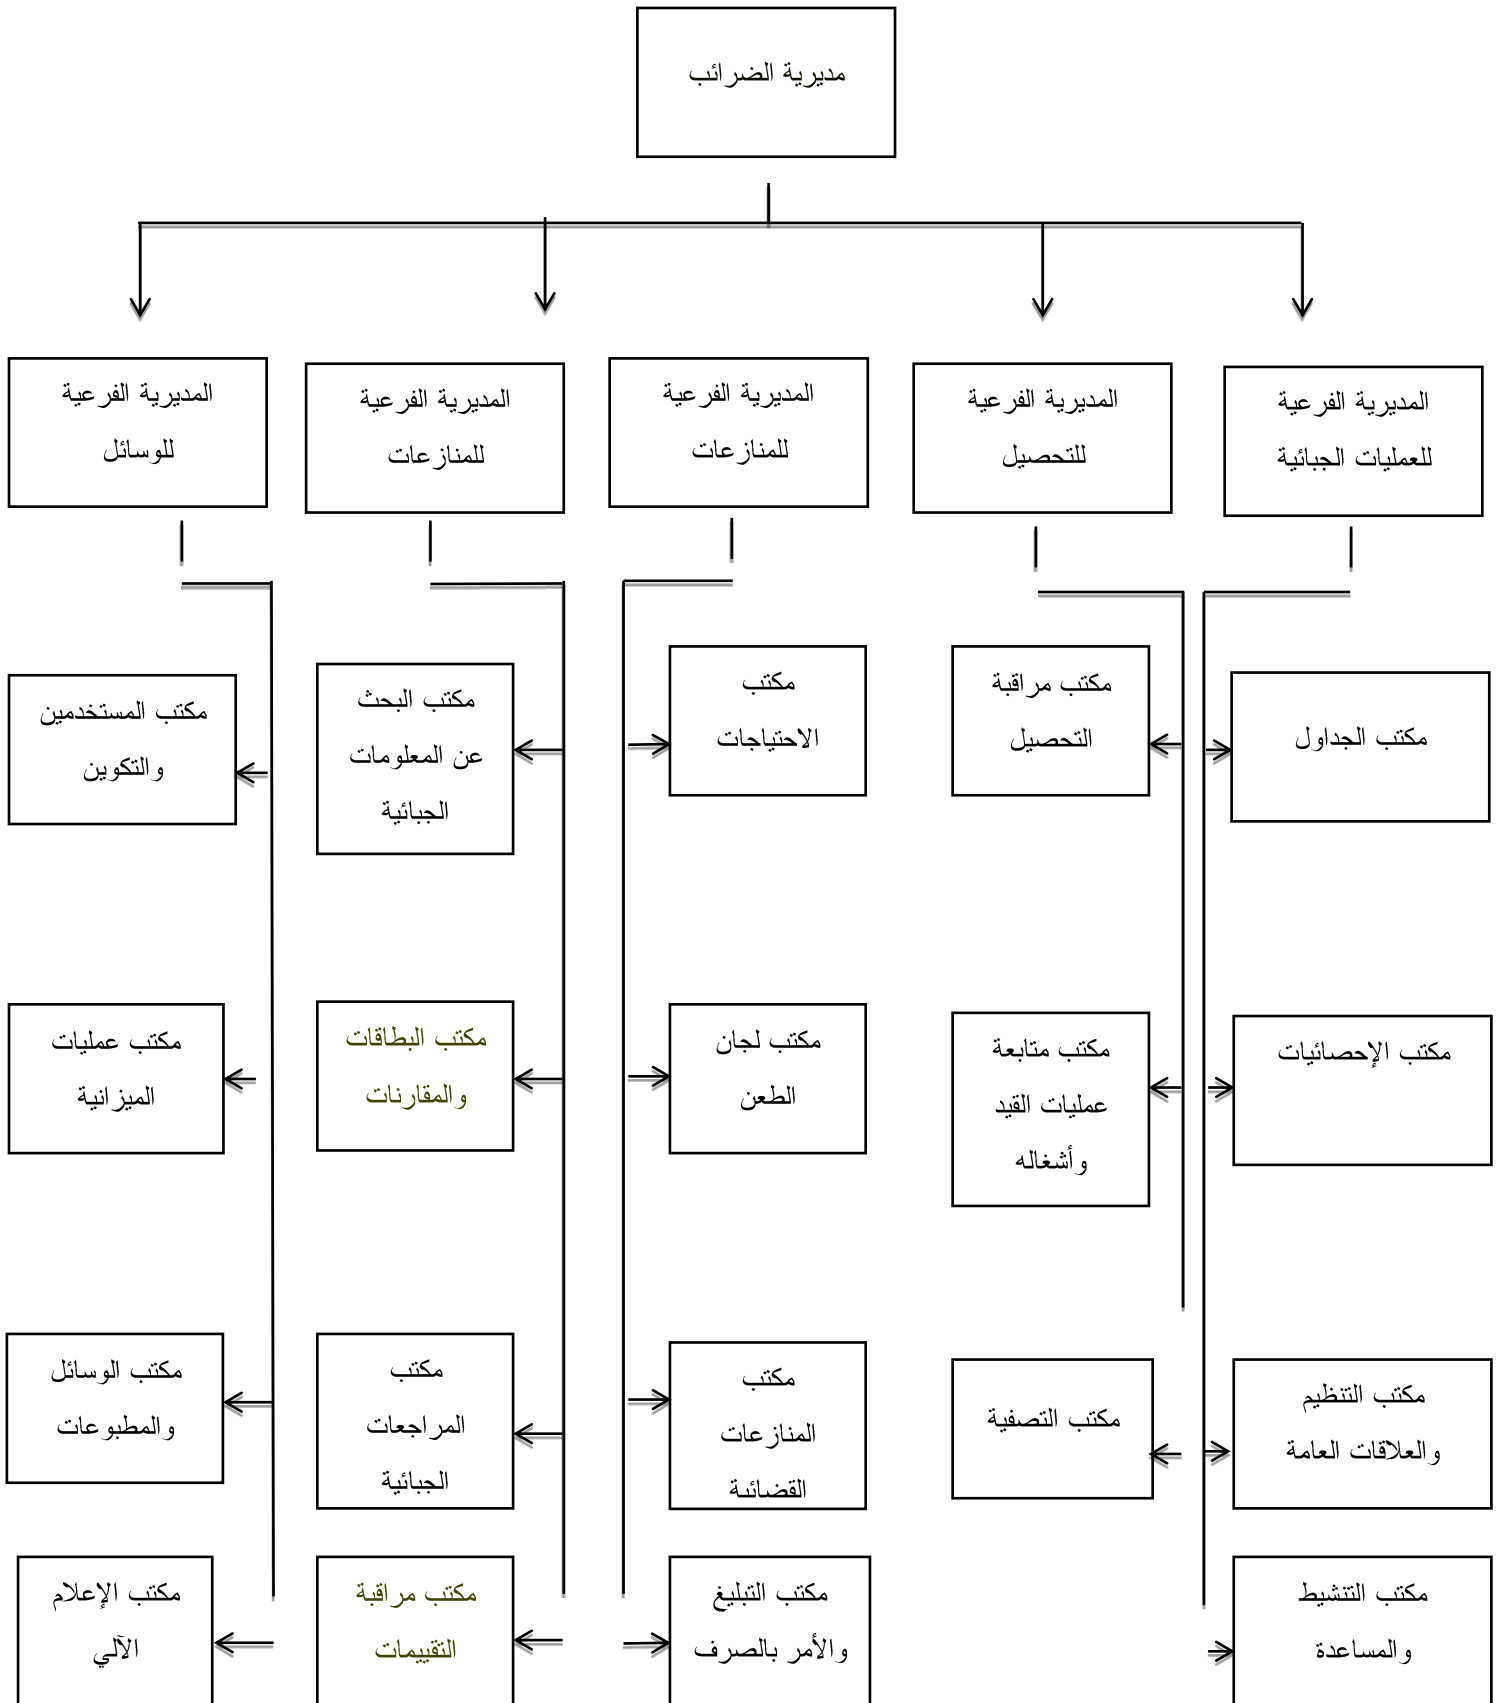 مديرية الضرائب
المديرية الفرعية
للعمليات الجبائية
المديرية الفرعية
للتحصيل
المديرية الفرعية
للمنازعات
المديرية الفرعية
للمنازعات
المديرية الفرعية
للوسائل
مكتب الجداول
مكتب مراقبة
التحصيل
مكتب
الاحتياجات
مكتب البحث
عن المعلومات
الجبائية
مكتب المستخدمين
والتكوين
مكتب الإحصائيات
مكتب متابعة
عمليات القيد
وأشغاله
مكتب لجان
الطعن
مكتب البطاقات
والمقارنات
مكتب عمليات
الميزانية
مكتب التنظيم
والعلاقات العامة
مكتب التصفية
مكتب
المنازعات
القضائية
مكتب
المراجعات
الجبائية
مكتب الوسائل
والمطبوعات
مكتب التنشيط
والمساعدة
مكتب التبليغ
والأمر بالصرف
مكتب مراقبة
التقييمات
مكتب الإعلام
الآلي